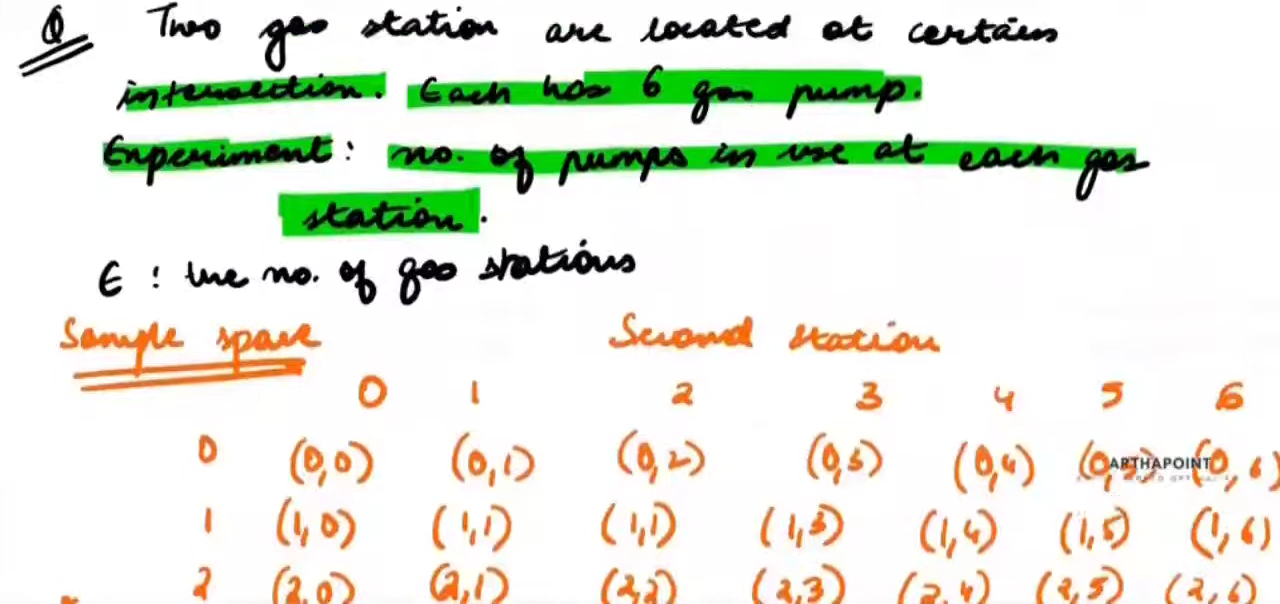 Q Two gas station are located at certain
intersection. Each has 6 gas pump.
Experiment: no. of pumps in use at each gas
station.
E : the no. of gas stations
Sample space Second station
0 1 2 3 4 5 6
0 (0,0) (0,1) (0,2) (0,3) (0,4) (0,5) (0,6)
ARTHAPOINT
1 (1,0) (1,1) (1,1) (1,3) (1,4) (1,5) (1,6)
2 (2,0) (2,1) (2,2) (2,3) (2,4) (2,5) (2,6)